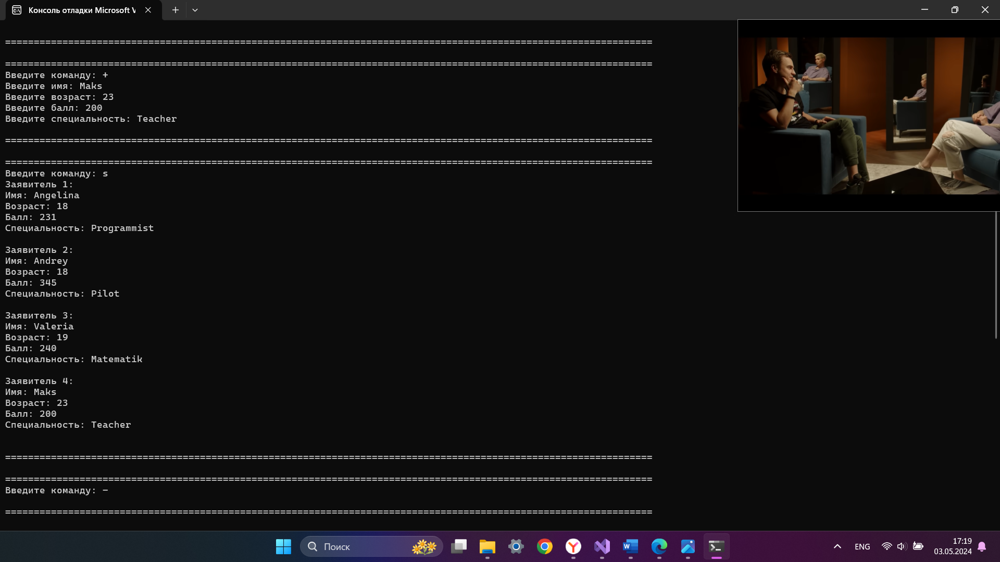 Консоль отладки Microsoft V
====================================================================================================================
====================================================================================================================
Введите команду: +
Введите имя: Maks
Введите возраст: 23
Введите балл: 200
Введите специальность: Teacher
====================================================================================================================
====================================================================================================================
Введите команду: s
Заявитель 1:
Имя: Angelina
Возраст: 18
Балл: 231
Специальность: Programmist
Заявитель 2:
Имя: Andrey
Возраст: 18
Балл: 345
Специальность: Pilot
Заявитель 3:
Имя: Valeria
Возраст: 19
Балл: 240
Специальность: Matematik
Заявитель 4:
Имя: Maks
Возраст: 23
Балл: 200
Специальность: Teacher
====================================================================================================================
====================================================================================================================
Введите команду: -
====================================================================================================================
Поиск
ENG
17:19
03.05.2024